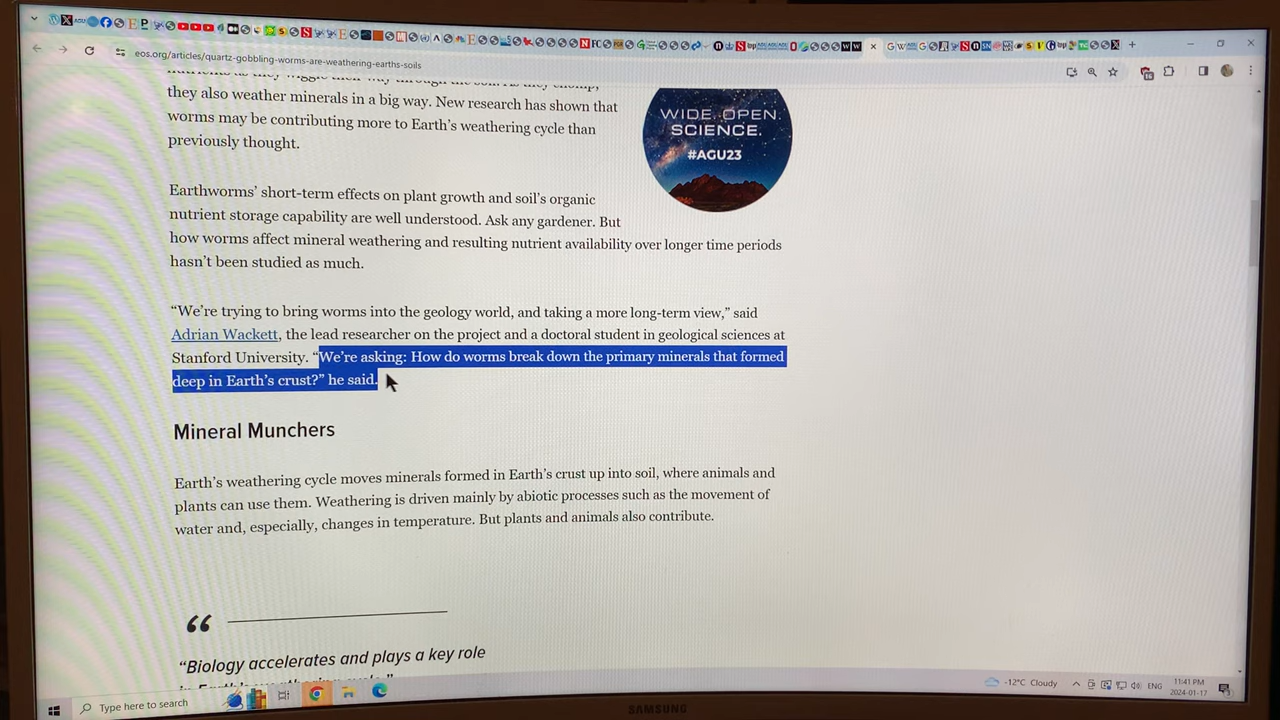 eos.org/articles/quartz-gobbling-worms-are-weathering-earths-soils
they also weather minerals in a big way. New research has shown that
worms may be contributing more to Earth's weathering cycle than
previously thought.
WIDE. OPEN.
SCIENCE.
#AGU23
Earthworms' short-term effects on plant growth and soil's organic
nutrient storage capability are well understood. Ask any gardener. But
how worms affect mineral weathering and resulting nutrient availability over longer time periods
hasn't been studied as much.
“We're trying to bring worms into the geology world, and taking a more long-term view,” said
Adrian Wackett, the lead researcher on the project and a doctoral student in geological sciences at
Stanford University. “We're asking: How do worms break down the primary minerals that formed
deep in Earth's crust?” he said.
Mineral Munchers
Earth's weathering cycle moves minerals formed in Earth's crust up into soil, where animals and
plants can use them. Weathering is driven mainly by abiotic processes such as the movement of
water and, especially, changes in temperature. But plants and animals also contribute.
“
“Biology accelerates and plays a key role
Type here to search
-12°C Cloudy
ENG
11:41 PM
2024-01-17
SAMSUNG